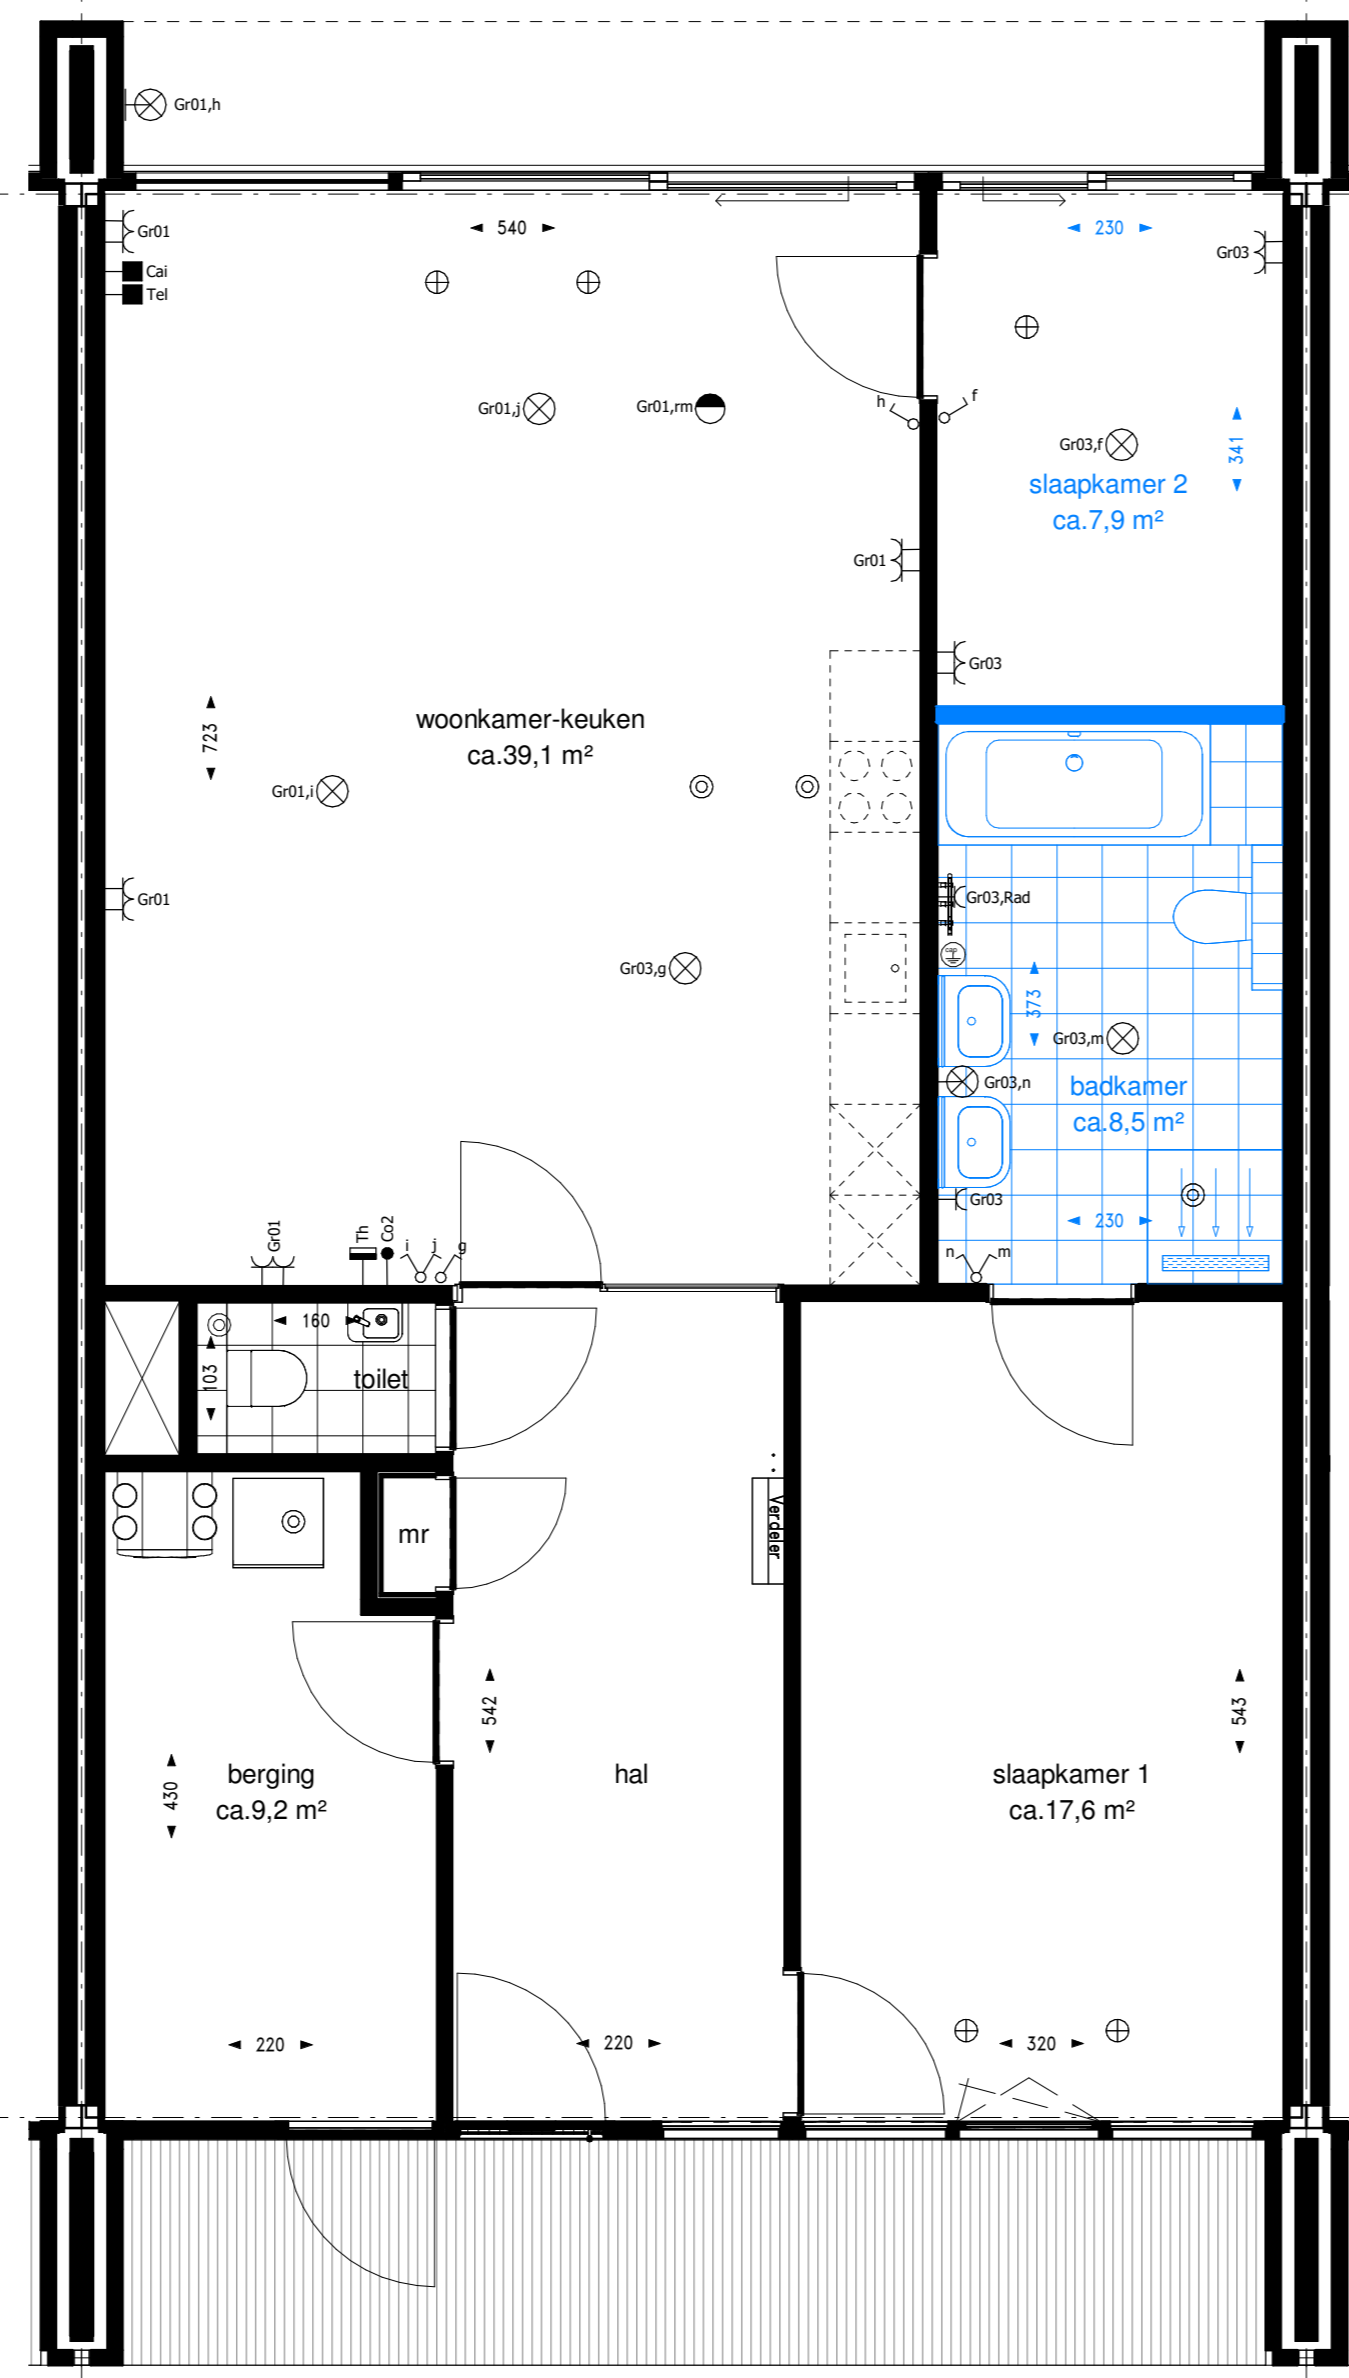 Gr01,h
Gr01
540
230
Gr03
Cai
Tel
Gr01,j
Gr01,rm
h
f
Gr03,f
341
slaapkamer 2
ca.7,9 m²
Gr01
Gr03
woonkamer-keuken
ca.39,1 m²
723
Gr01,i
Gr01
Gr03,Rad
cap
Gr03,g
373
Gr03,m
Gr03,n
badkamer
ca.8,5 m²
Gr03
230
Gr01
Th
Co2
i
j
g
n
m
160
103
toilet
mr
Verdeler
542
543
berging
ca.9,2 m²
430
hal
slaapkamer 1
ca.17,6 m²
220
220
320